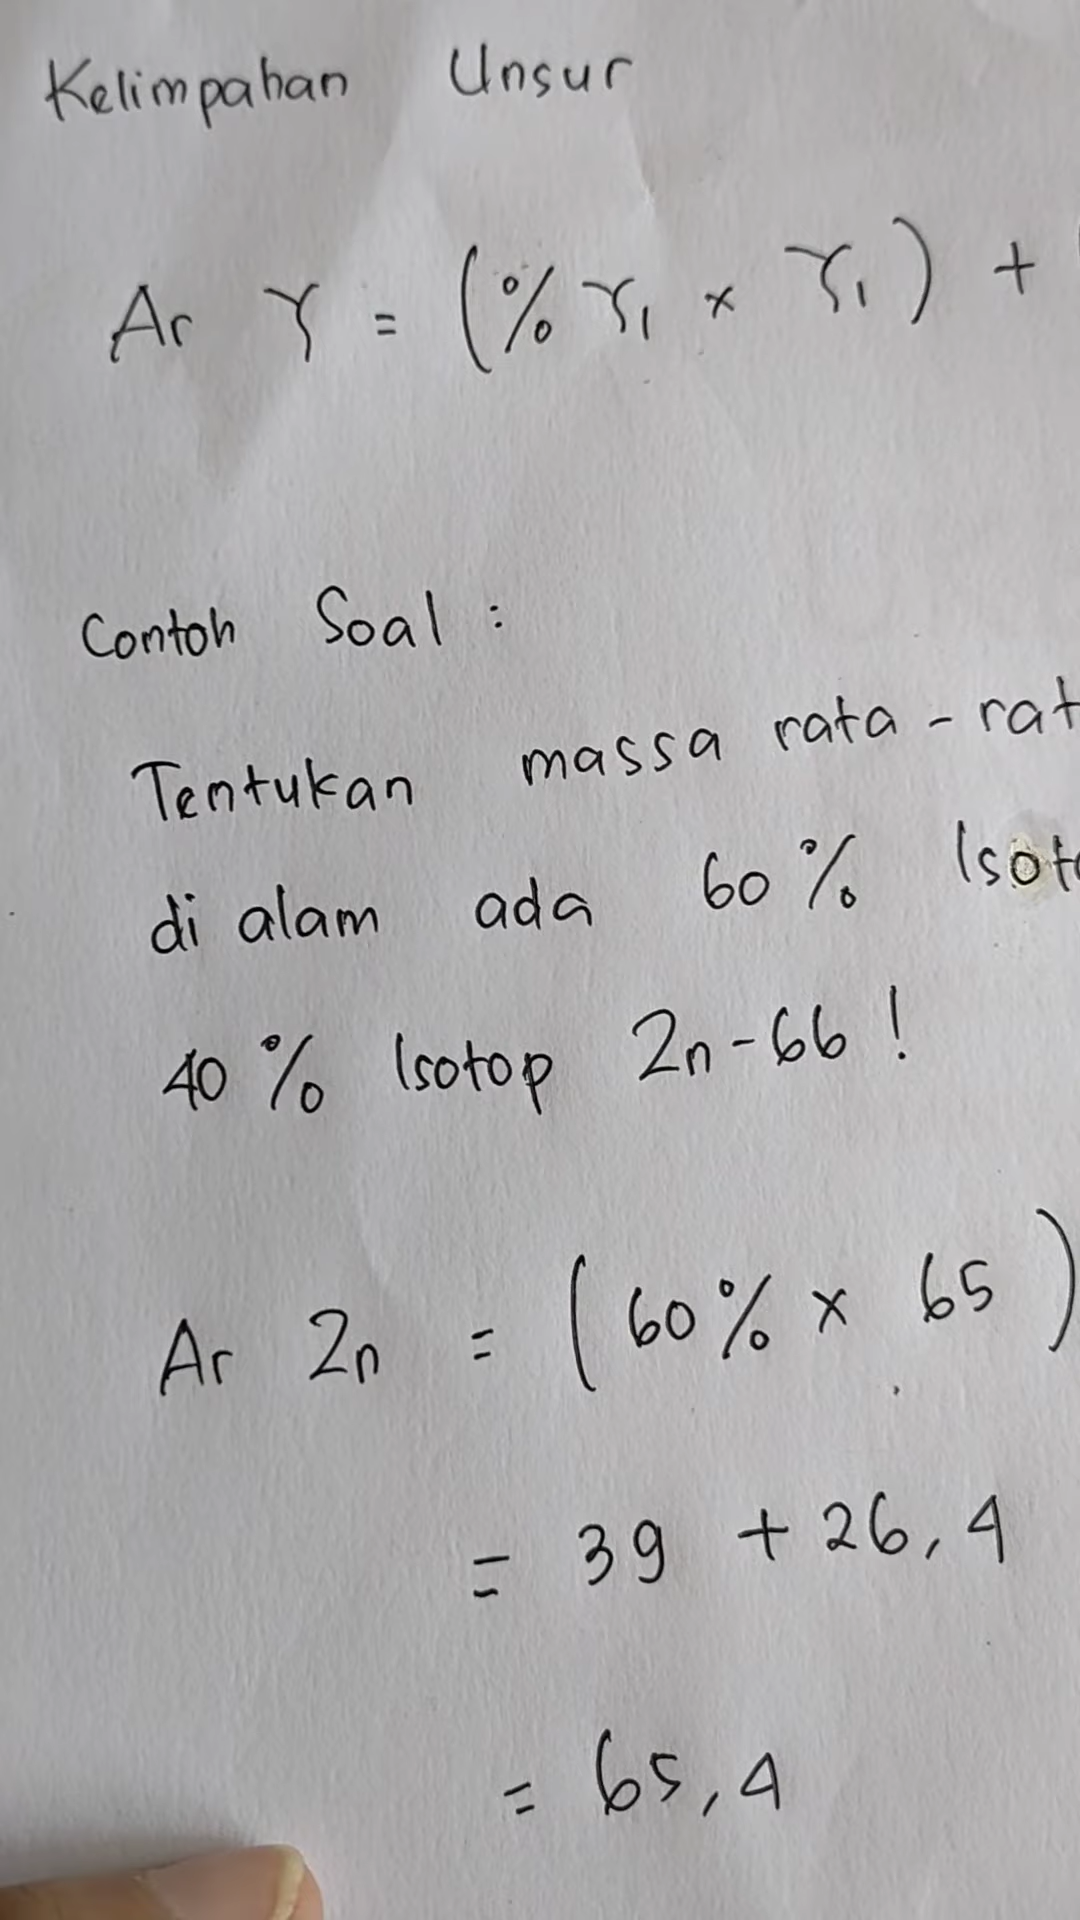 Kelimpahan Unsur
Ar Y = (% Y₁ x Y₁) +
Contoh Soal :
Tentukan massa rata-rat
di alam ada 60% Isot
40% Isotop Zn-66 !
Ar Zn = (60% x 65)
= 39 + 26,4
= 65,4